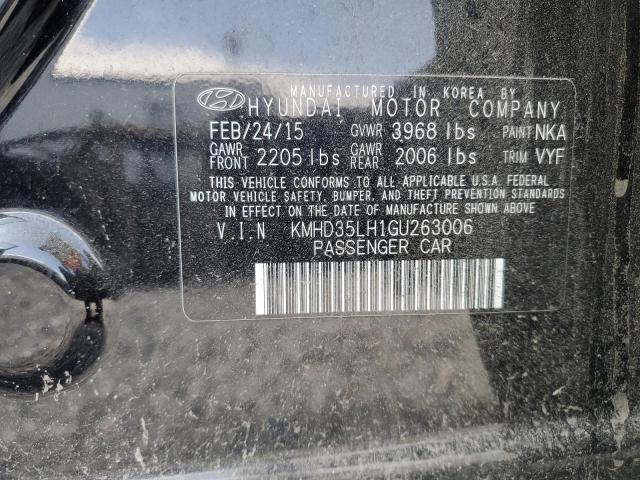 MANUFACTURED IN KOREA BY
HYUNDAI MOTOR COMPANY
FEB/24/15 GVWR 3968 lbs PAINT NKA
GAWR FRONT 2205 lbs GAWR REAR 2006 lbs TRIM VYF
THIS VEHICLE CONFORMS TO ALL APPLICABLE U.S.A. FEDERAL
MOTOR VEHICLE SAFETY, BUMPER, AND THEFT PREVENTION STANDARDS
IN EFFECT ON THE DATE OF MANUFACTURE SHOWN ABOVE
V.I.N KMHD35LH1GU263006
PASSENGER CAR